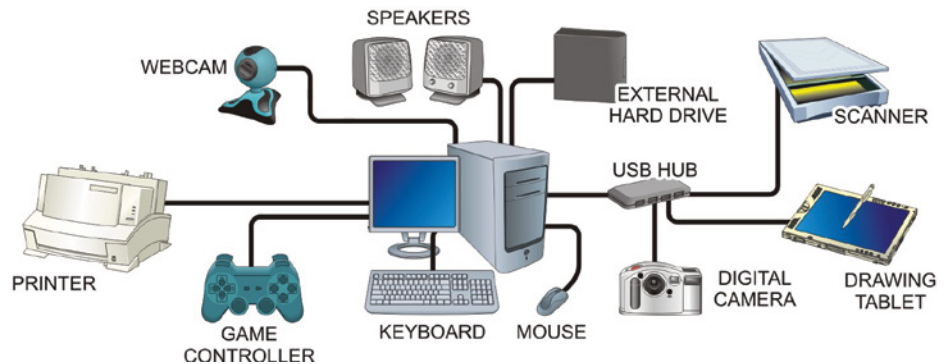 SPEAKERS
WEBCAM
EXTERNAL
HARD DRIVE
SCANNER
USB HUB
PRINTER
GAME
CONTROLLER
KEYBOARD
MOUSE
DIGITAL
CAMERA
DRAWING
TABLET